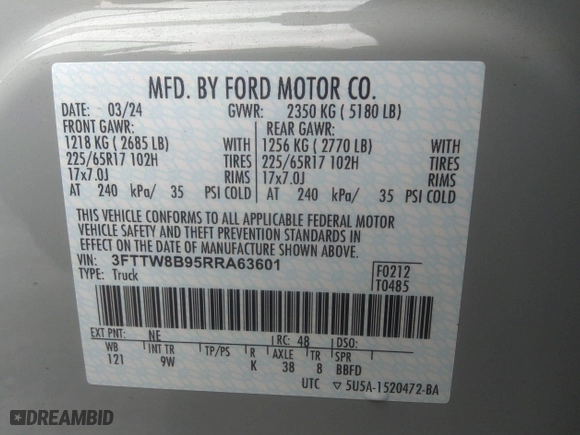 MFD. BY FORD MOTOR CO.
DATE: 03/24 GVWR: 2350 KG ( 5180 LB)
FRONT GAWR: REAR GAWR:
1218 KG ( 2685 LB) WITH 1256 KG ( 2770 LB) WITH
225/65R17 102H TIRES 225/65R17 102H TIRES
17x7.0J RIMS 17x7.0J RIMS
AT 240 kPa/ 35 PSI COLD AT 240 kPa/ 35 PSI COLD
THIS VEHICLE CONFORMS TO ALL APPLICABLE FEDERAL MOTOR
VEHICLE SAFETY AND THEFT PREVENTION STANDARDS IN
EFFECT ON THE DATE OF MANUFACTURE SHOWN ABOVE.
VIN: 3FTTW8B95RRA63601
TYPE: Truck
F0212
T0485
EXT PNT: NE RC: 48 DSO:
WB INT TR TP/PS R AXLE TR SPR
121 9W K 38 8 BBFD
UTC ▽ 5U5A-1520472-BA
DREAMBID